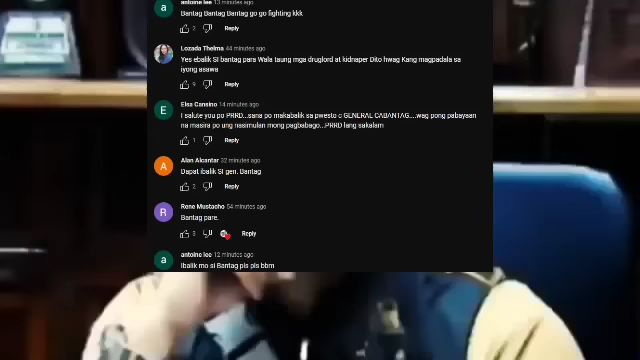 antoine lee 13 minutes ago
Bantag Bantag Bantag go go fighting kkk
2 Reply
Lozada Thelma 44 minutes ago
Yes ebalik SI bantag para Wala taung mga druglord at kidnaper Dito hwag Kang magpadala sa
iyong asawa
9 Reply
Elsa Cansino 14 minutes ago
I salute you po PRRD...sana po makabalik sa pwesto c GENERAL CABANTAG....wag pong pabayaan
na masira po ung nasimulan mong pagbabago...PRRD lang sakalam
1 Reply
Alan Alcantar 32 minutes ago
Dapat ibalik SI gen. Bantag
2 Reply
Rene Mustacho 54 minutes ago
Bantag pare.
3 Reply
antoine lee 12 minutes ago
Ibalik mo si Bantag pls pls bbm